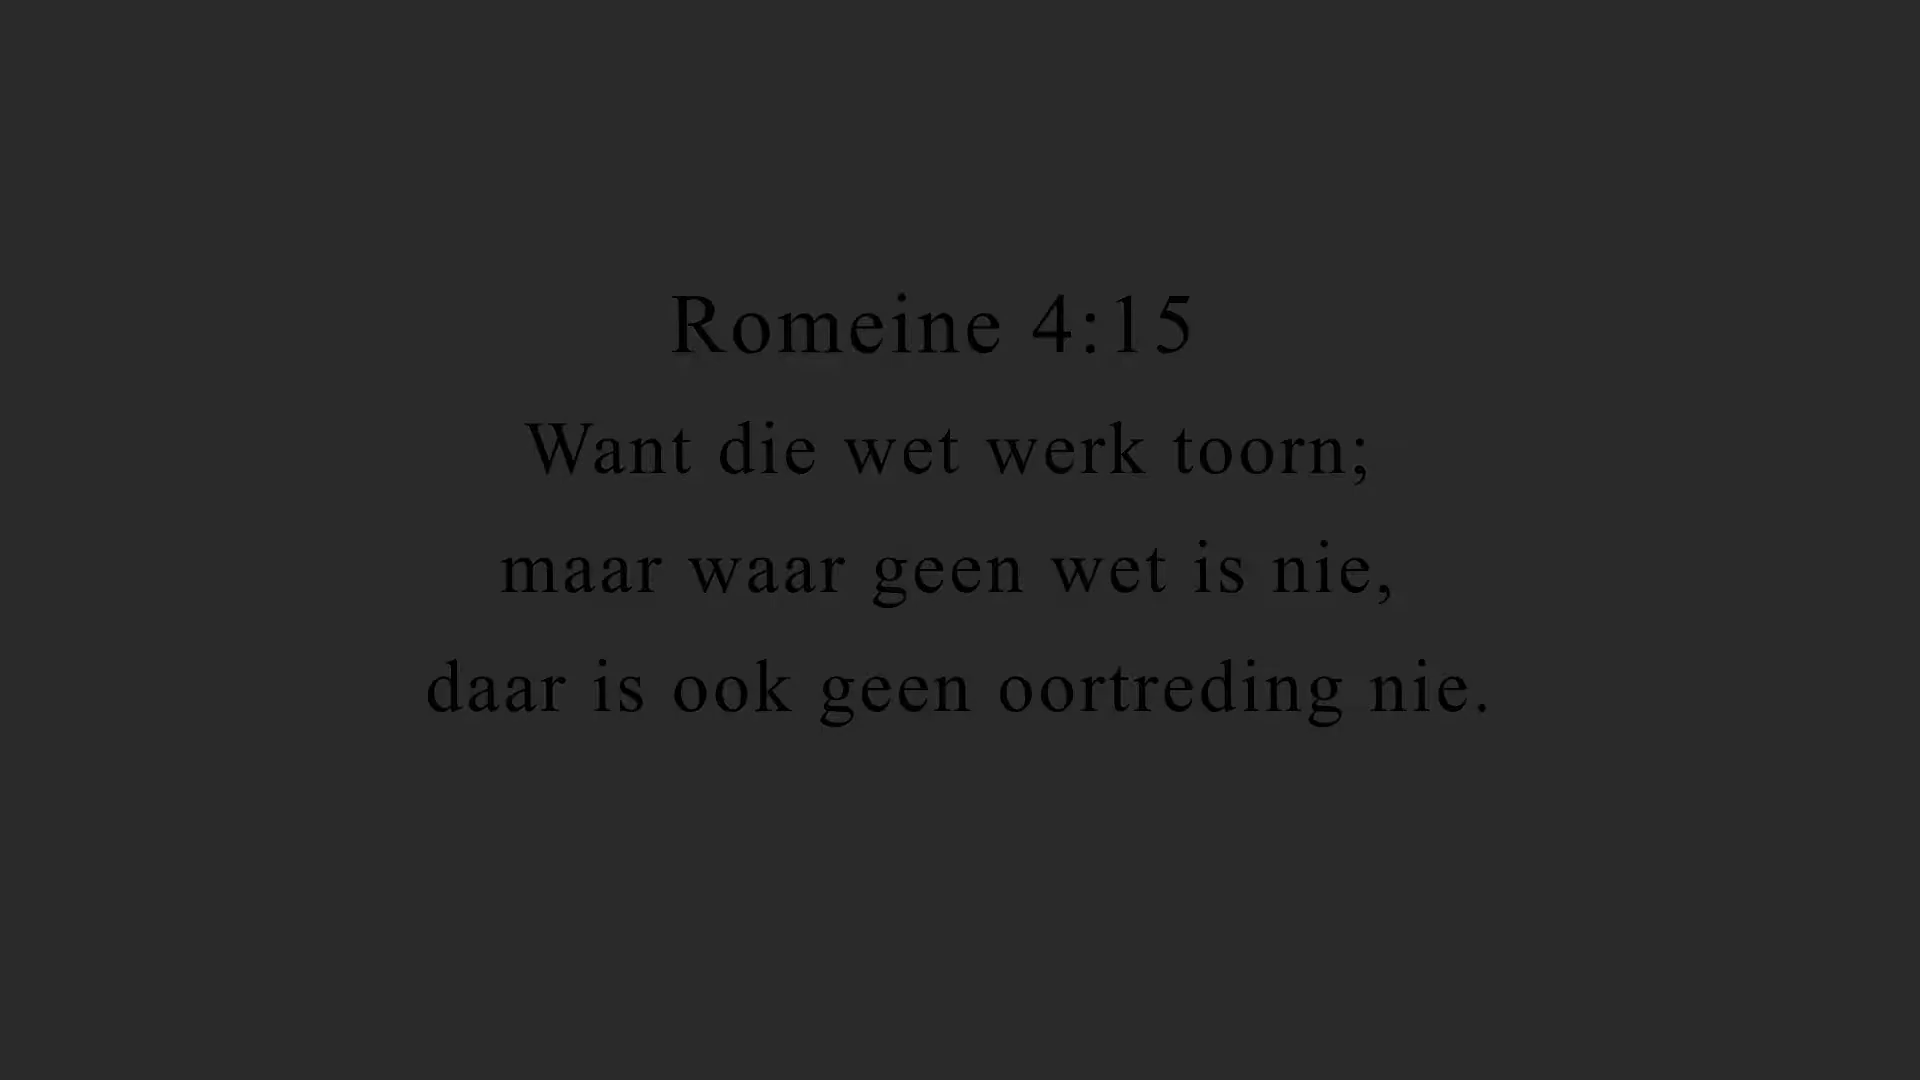 Romeine 4:15
Want die wet werk toorn;
maar waar geen wet is nie,
daar is ook geen oortreding nie.